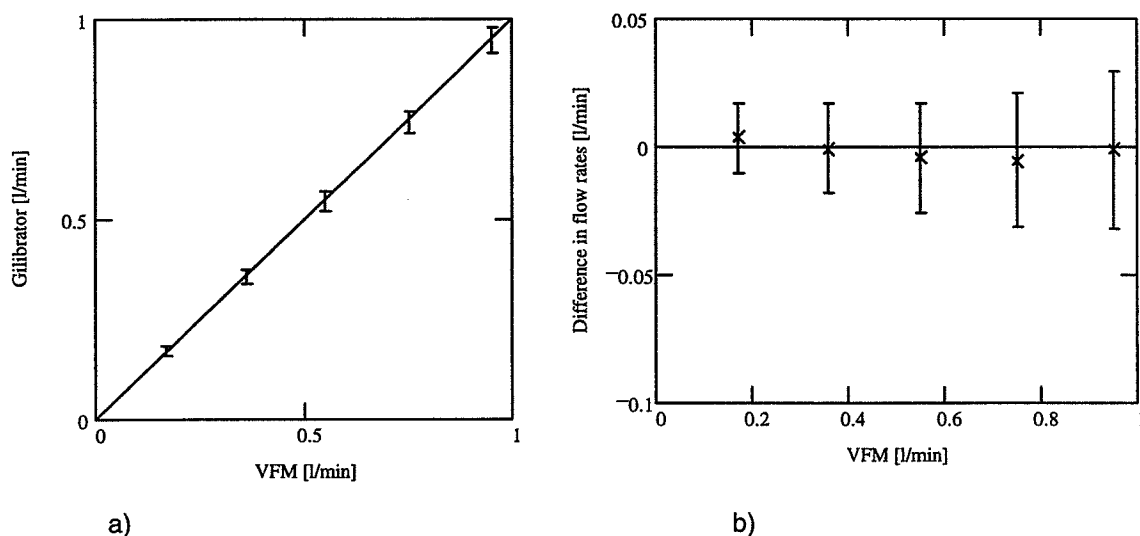 1
0.5
0
Gilibrator [l/min]
0
0.5
1
VFM [l/min]
a)
0.05
0
−0.05
−0.1
Difference in flow rates [l/min]
0
0.2
0.4
0.6
0.8
1
VFM [l/min]
b)